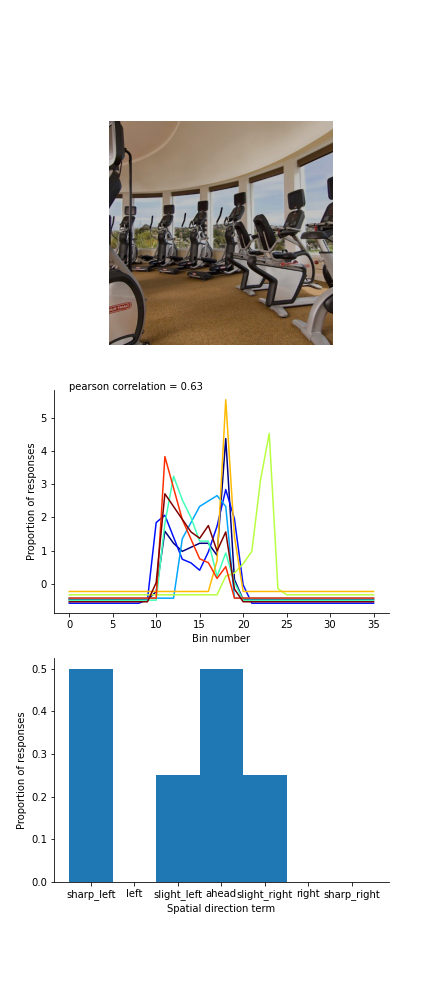 pearson correlation = 0.63
Proportion of responses
5
4
3
2
1
0
0 5 10 15 20 25 30 35
Bin number
Proportion of responses
0.5
0.4
0.3
0.2
0.1
0.0
sharp_left left slight_left ahead slight_right right sharp_right
Spatial direction term